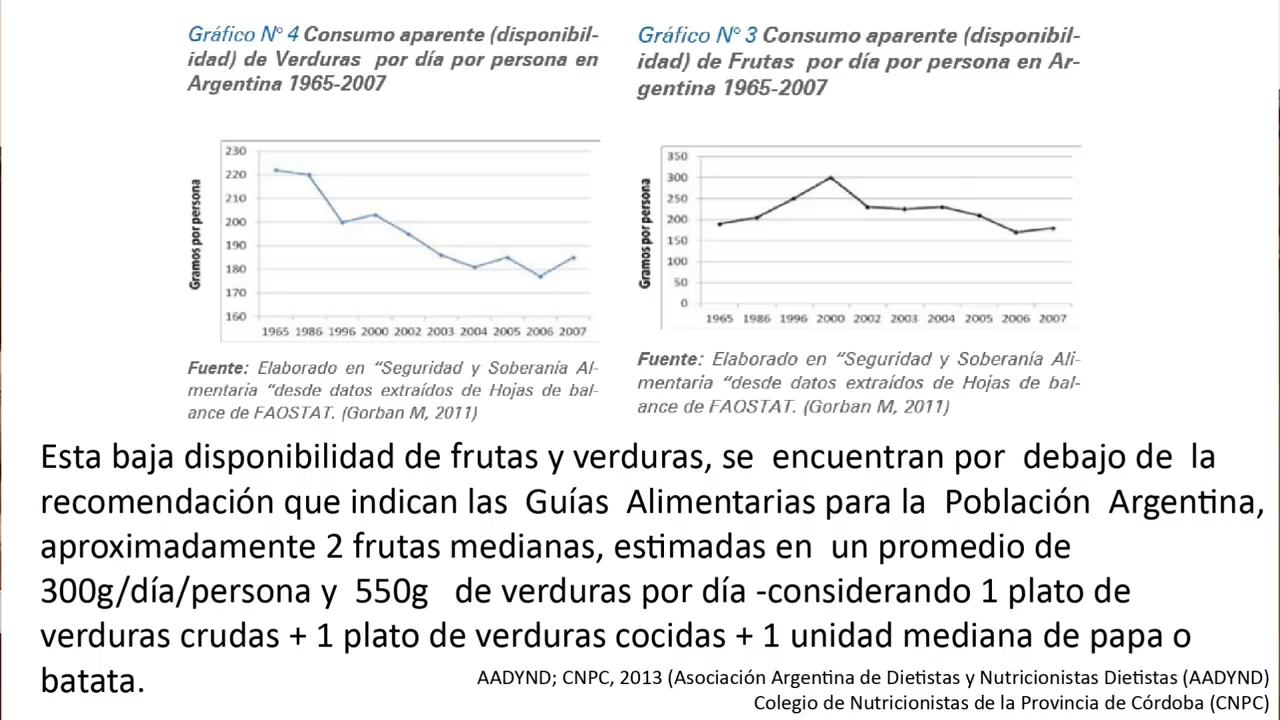 Gráfico N° 4 Consumo aparente (disponibil-
idad) de Verduras por día por persona en
Argentina 1965-2007
Gramos por persona
230
220
210
200
190
180
170
160
1965 1986 1996 2000 2002 2003 2004 2005 2006 2007
Fuente: Elaborado en “Seguridad y Soberanía Al-
imentaria “desde datos extraídos de Hojas de bal-
ance de FAOSTAT. (Gorban M, 2011)
Gráfico N° 3 Consumo aparente (disponibil-
idad) de Frutas por día por persona en Ar-
gentina 1965-2007
Gramos por persona
350
300
250
200
150
100
50
0
1965 1986 1996 2000 2002 2003 2004 2005 2006 2007
Fuente: Elaborado en “Seguridad y Soberanía Ali-
mentaria “desde datos extraídos de Hojas de bal-
ance de FAOSTAT. (Gorban M, 2011)
Esta baja disponibilidad de frutas y verduras, se encuentran por debajo de la
recomendación que indican las Guías Alimentarias para la Población Argentina,
aproximadamente 2 frutas medianas, estimadas en un promedio de
300g/día/persona y 550g de verduras por día -considerando 1 plato de
verduras crudas + 1 plato de verduras cocidas + 1 unidad mediana de papa o
batata.
AADYND; CNPC, 2013 (Asociación Argentina de Dietistas y Nutricionistas Dietistas (AADYND)
Colegio de Nutricionistas de la Provincia de Córdoba (CNPC)